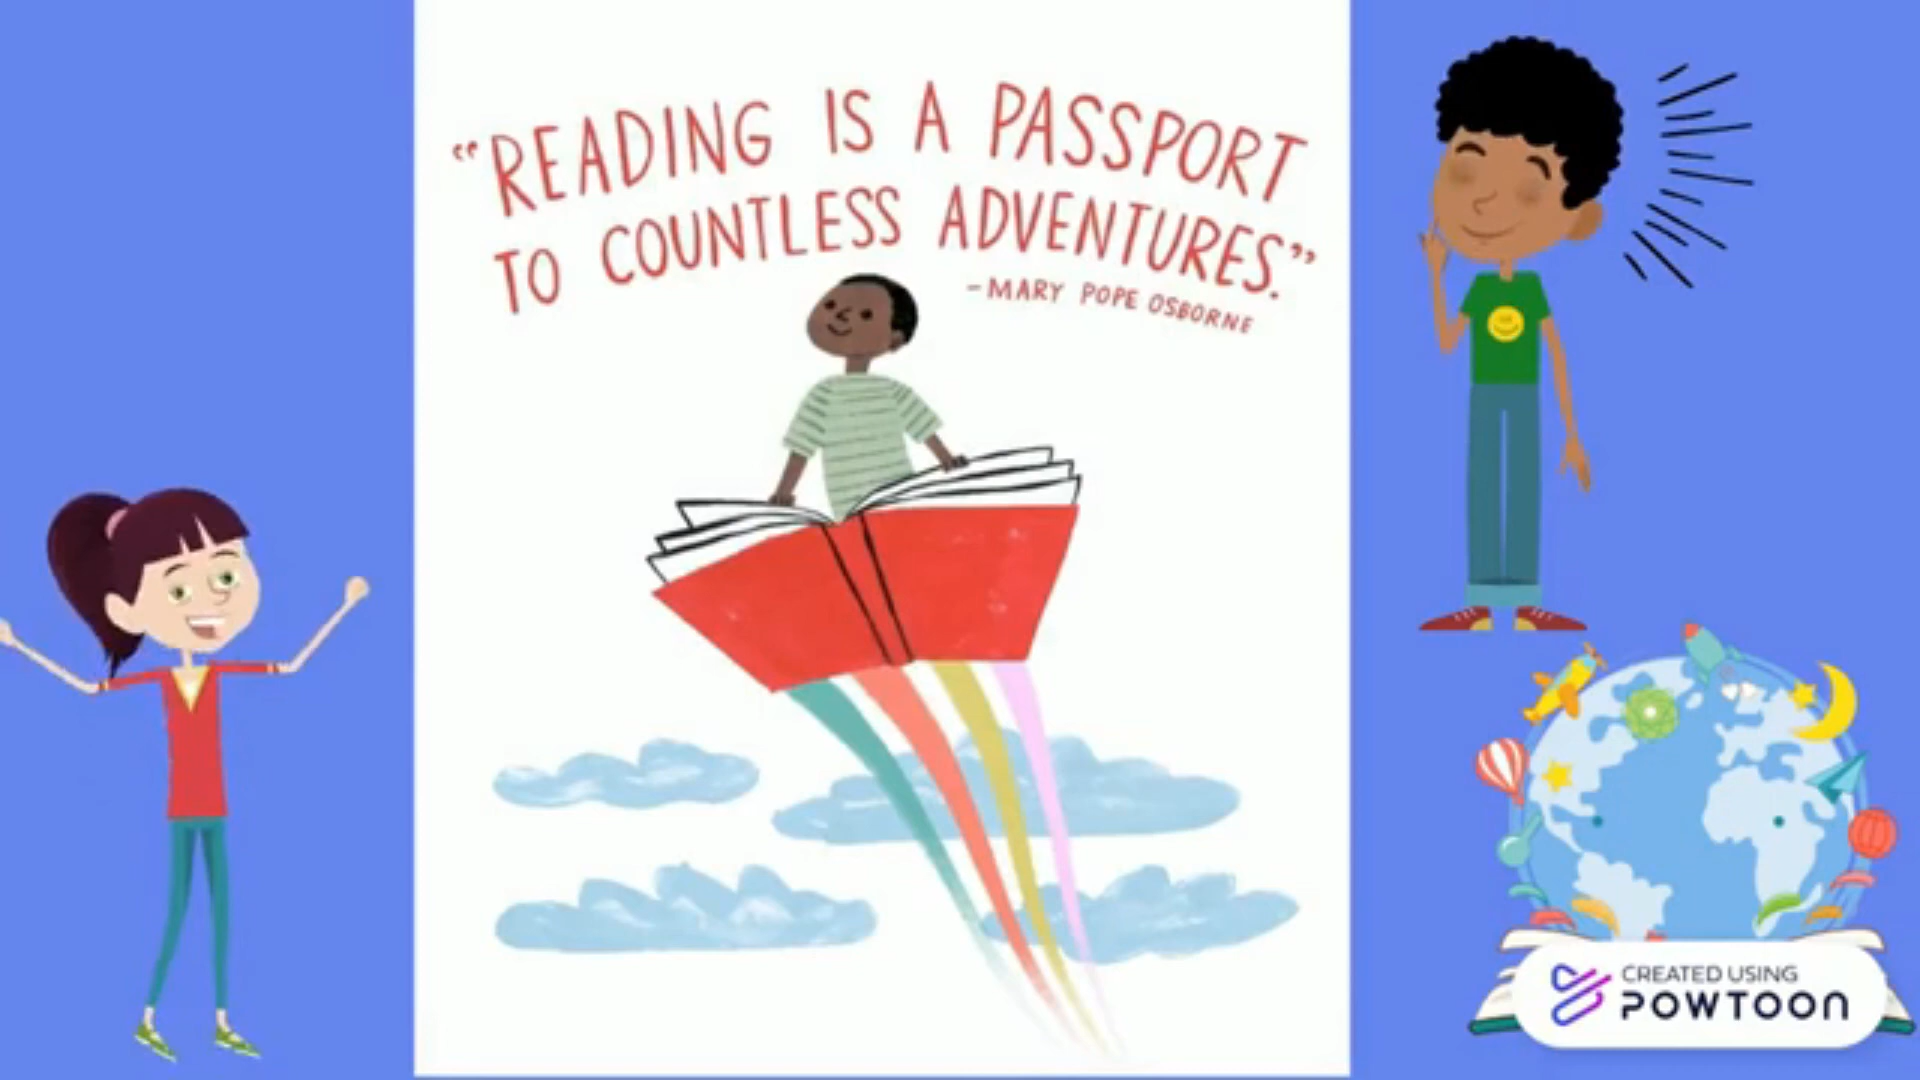 “READING IS A PASSPORT
TO COUNTLESS ADVENTURES.”
-MARY POPE OSBORNE
CREATED USING
POWTOON